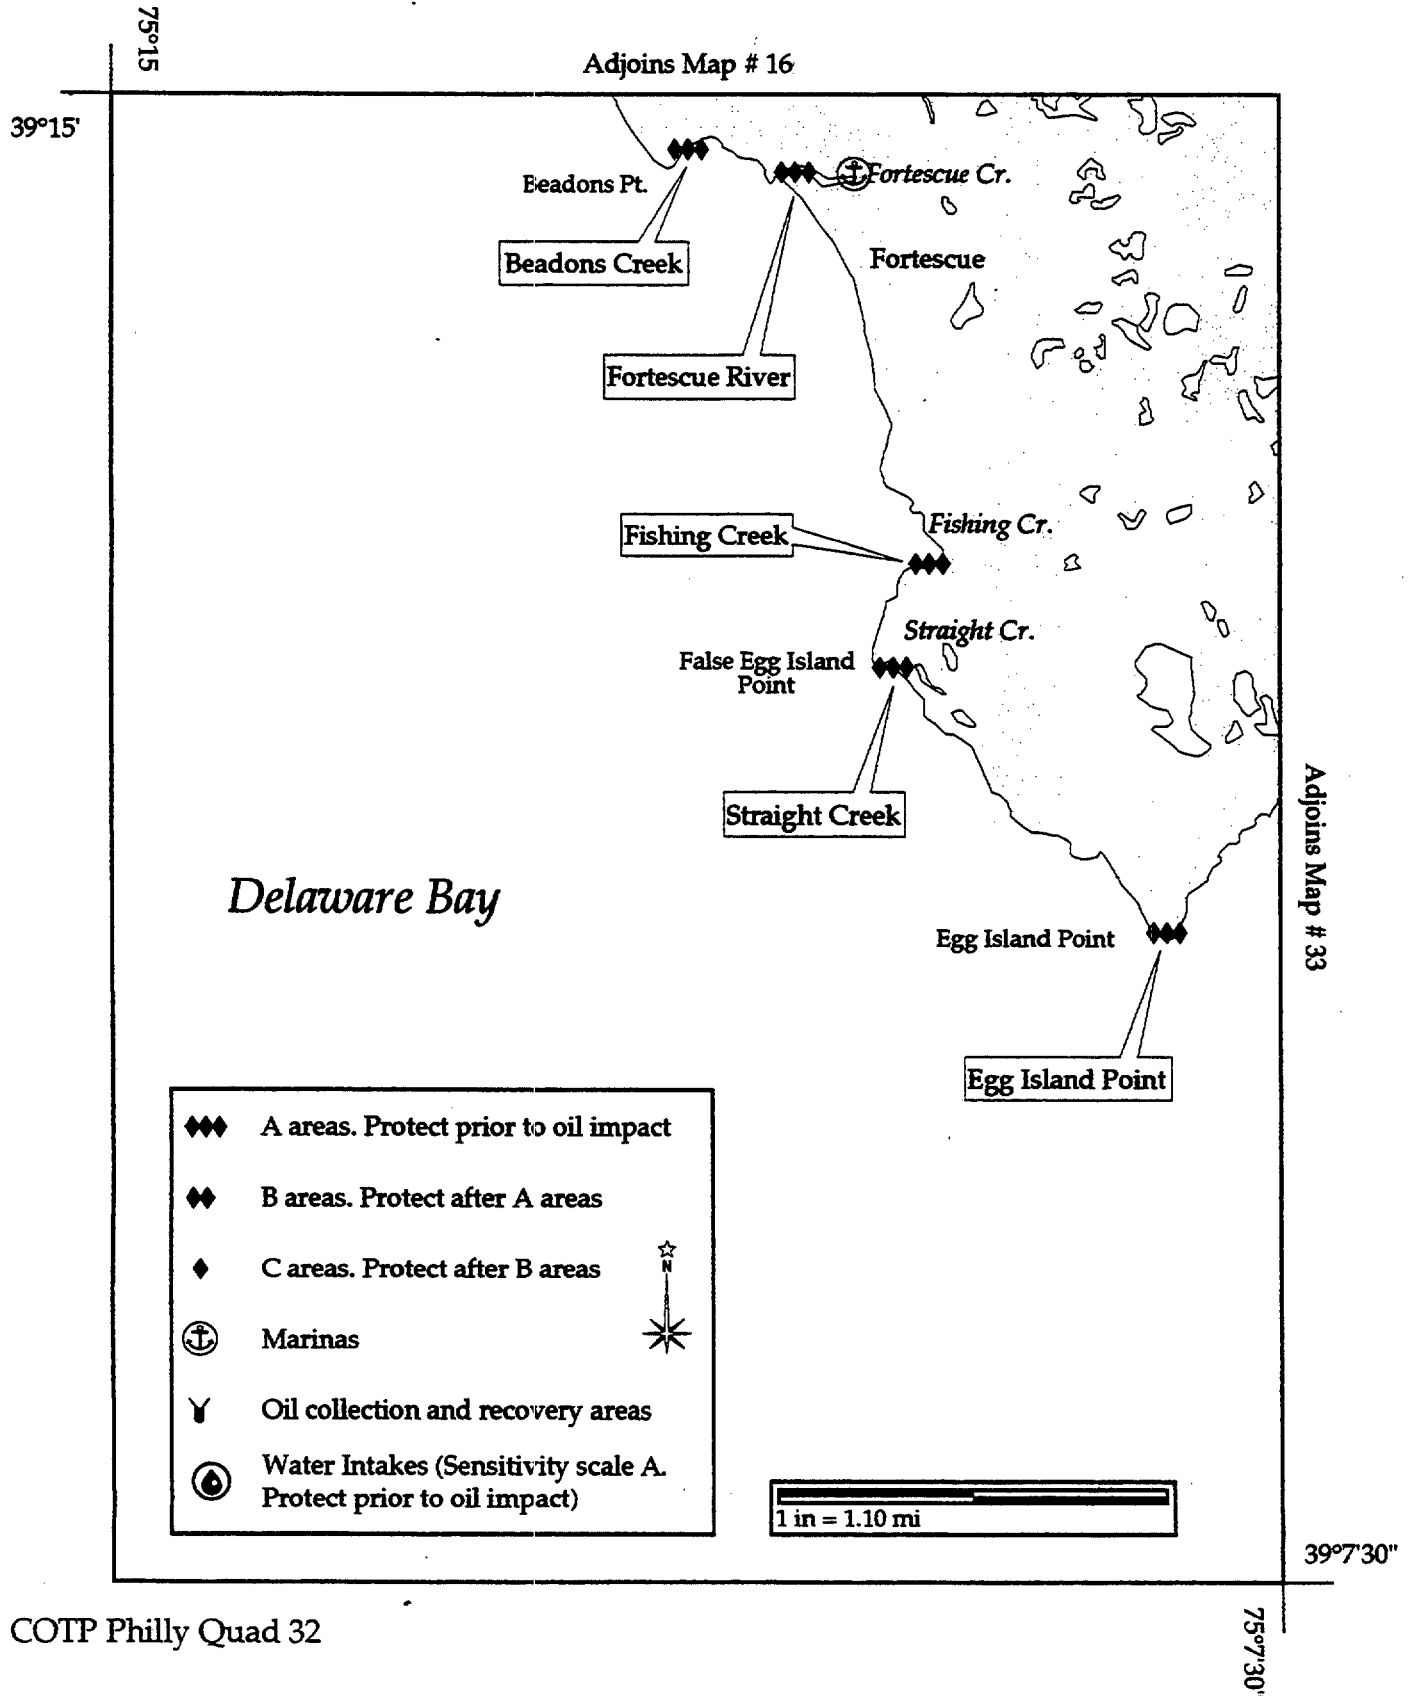 75°15
Adjoins Map # 16
39°15'
Fortescue Cr.
Beadons Pt.
Beadons Creek
Fortescue
Fortescue River
Fishing Cr.
Fishing Creek
Straight Cr.
False Egg Island
Point
Straight Creek
Adjoins Map # 33
Delaware Bay
Egg Island Point
Egg Island Point
A areas. Protect prior to oil impact
B areas. Protect after A areas
C areas. Protect after B areas
N
Marinas
Oil collection and recovery areas
Water Intakes (Sensitivity scale A.
Protect prior to oil impact)
1 in = 1.10 mi
39°7'30"
COTP Philly Quad 32
75°7'30'